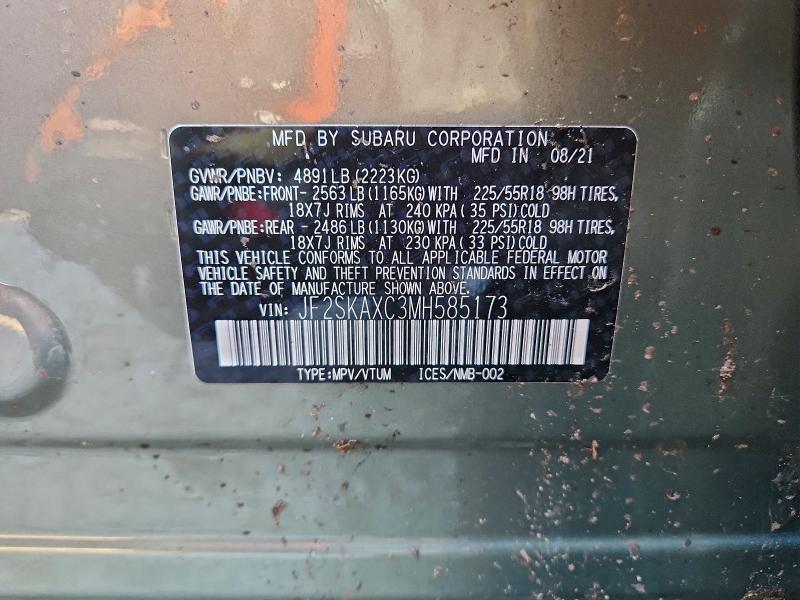 MFD BY SUBARU CORPORATION
MFD IN 08/21
GVWR/PNBV: 4891LB(2223KG)
GAWR/PNBE:FRONT- 2563LB(1165KG)WITH 225/55R18 98H TIRES,
18X7J RIMS AT 240 KPA( 35 PSI)COLD
GAWR/PNBE:REAR - 2486LB(1130KG)WITH 225/55R18 98H TIRES,
18X7J RIMS AT 230 KPA( 33 PSI)COLD
THIS VEHICLE CONFORMS TO ALL APPLICABLE FEDERAL MOTOR
VEHICLE SAFETY AND THEFT PREVENTION STANDARDS IN EFFECT ON
THE DATE OF MANUFACTURE SHOWN ABOVE.
VIN: JF2SKAXC3MH585173
TYPE:MPV/VTUM ICES/NMB-002